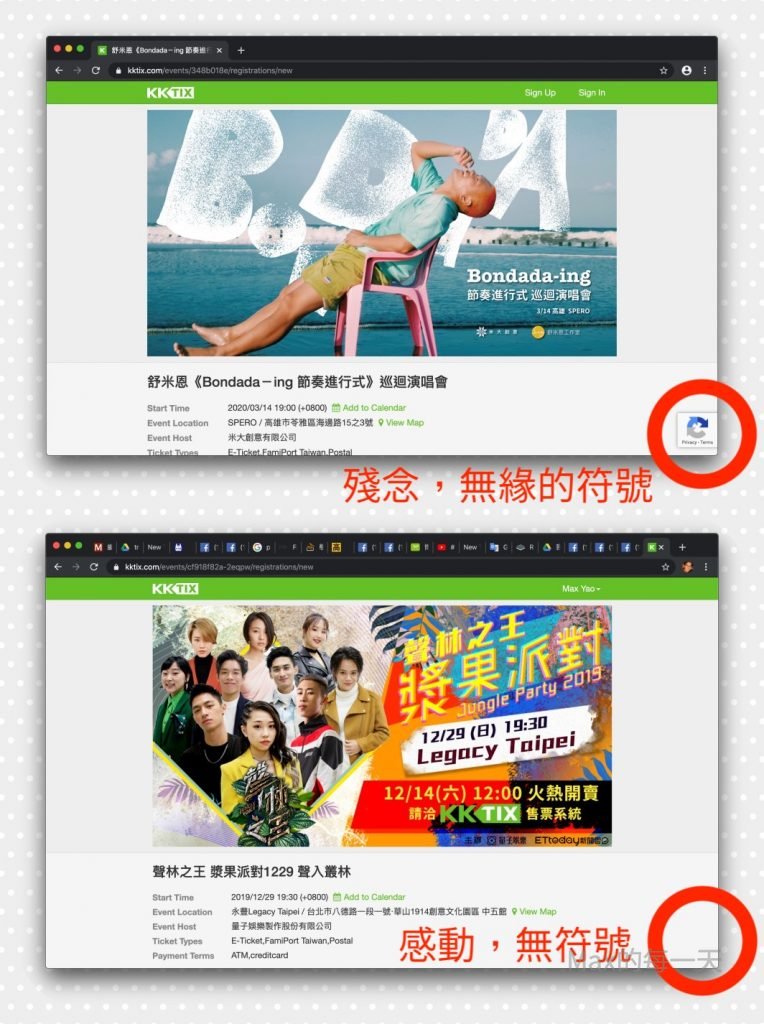 舒米恩《Bondada－ing 節奏進行
kktix.com/events/348b018e/registrations/new
KKTIX
Sign Up
Sign In
B.DA
Bondada-ing
節奏進行式 巡迴演唱會
3/14 高雄 SPERO
米大創意
舒米恩工作室
舒米恩《Bondada－ing 節奏進行式》巡迴演唱會
Start Time 2020/03/14 19:00 (+0800) Add to Calendar
Event Location SPERO / 高雄市苓雅區海邊路15之3號 View Map
Event Host 米大創意有限公司
Ticket Types E-Ticket,FamiPort Taiwan,Postal
Privacy - Terms
殘念，無緣的符號
M
tr
New
G p
F
New
G
R
K
kktix.com/events/cf918f82a-2eqpw/registrations/new
KKTIX
Max Yao
聲林之王
漿果派對
Jungle Party 2019
12/29 (日) 19:30
Legacy Taipei
聲林之王
12/14(六) 12:00 火熱開賣
請洽 KKTIX 售票系統
主辦 量子娛樂 ETtoday新聞雲
聲林之王 漿果派對1229 聲入叢林
Start Time 2019/12/29 19:30 (+0800) Add to Calendar
Event Location 永豐Legacy Taipei / 台北市八德路一段一號‧華山1914創意文化園區 中五館 View Map
Event Host 量子娛樂製作股份有限公司
Ticket Types E-Ticket,FamiPort Taiwan,Postal
Payment Terms ATM,creditcard
感動，無符號
Maxi的每一天